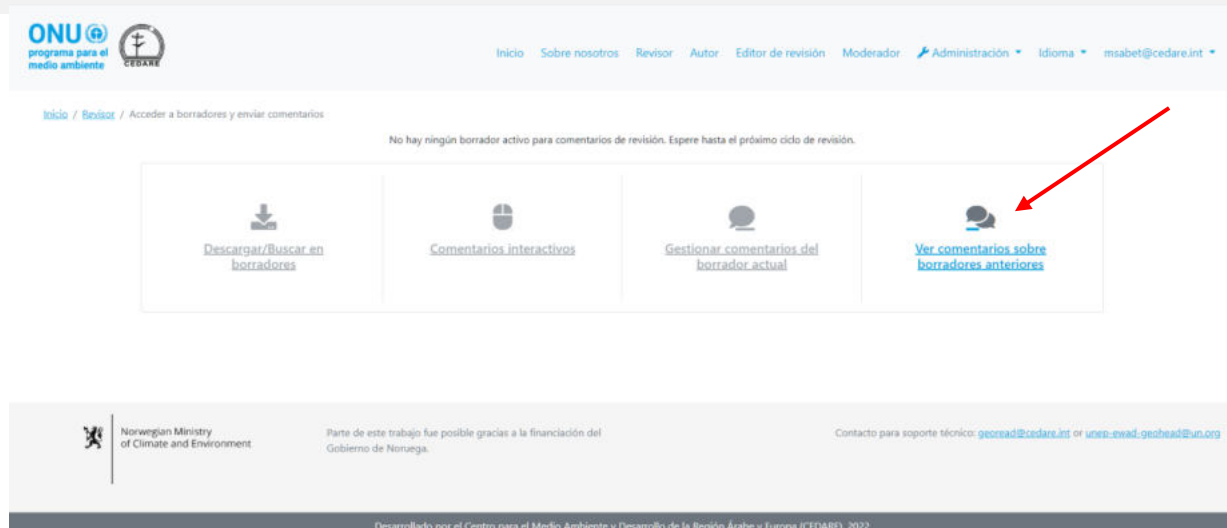 ONU
programa para el
medio ambiente
CEDARE
Inicio Sobre nosotros Revisor Autor Editor de revisión Moderador Administración Idioma msabet@cedare.int
Inicio / Revisor / Acceder a borradores y enviar comentarios
No hay ningún borrador activo para comentarios de revisión. Espere hasta el próximo ciclo de revisión.
Descargar/Buscar en
borradores
Comentarios interactivos
Gestionar comentarios del
borrador actual
Ver comentarios sobre
borradores anteriores
Norwegian Ministry
of Climate and Environment
Parte de este trabajo fue posible gracias a la financiación del
Gobierno de Noruega.
Contacto para soporte técnico: georead@cedare.int or unep-ewad-geohead@un.org
Desarrollado por el Centro para el Medio Ambiente y Desarrollo de la Región Árabe y Europa (CEDARE), 2022